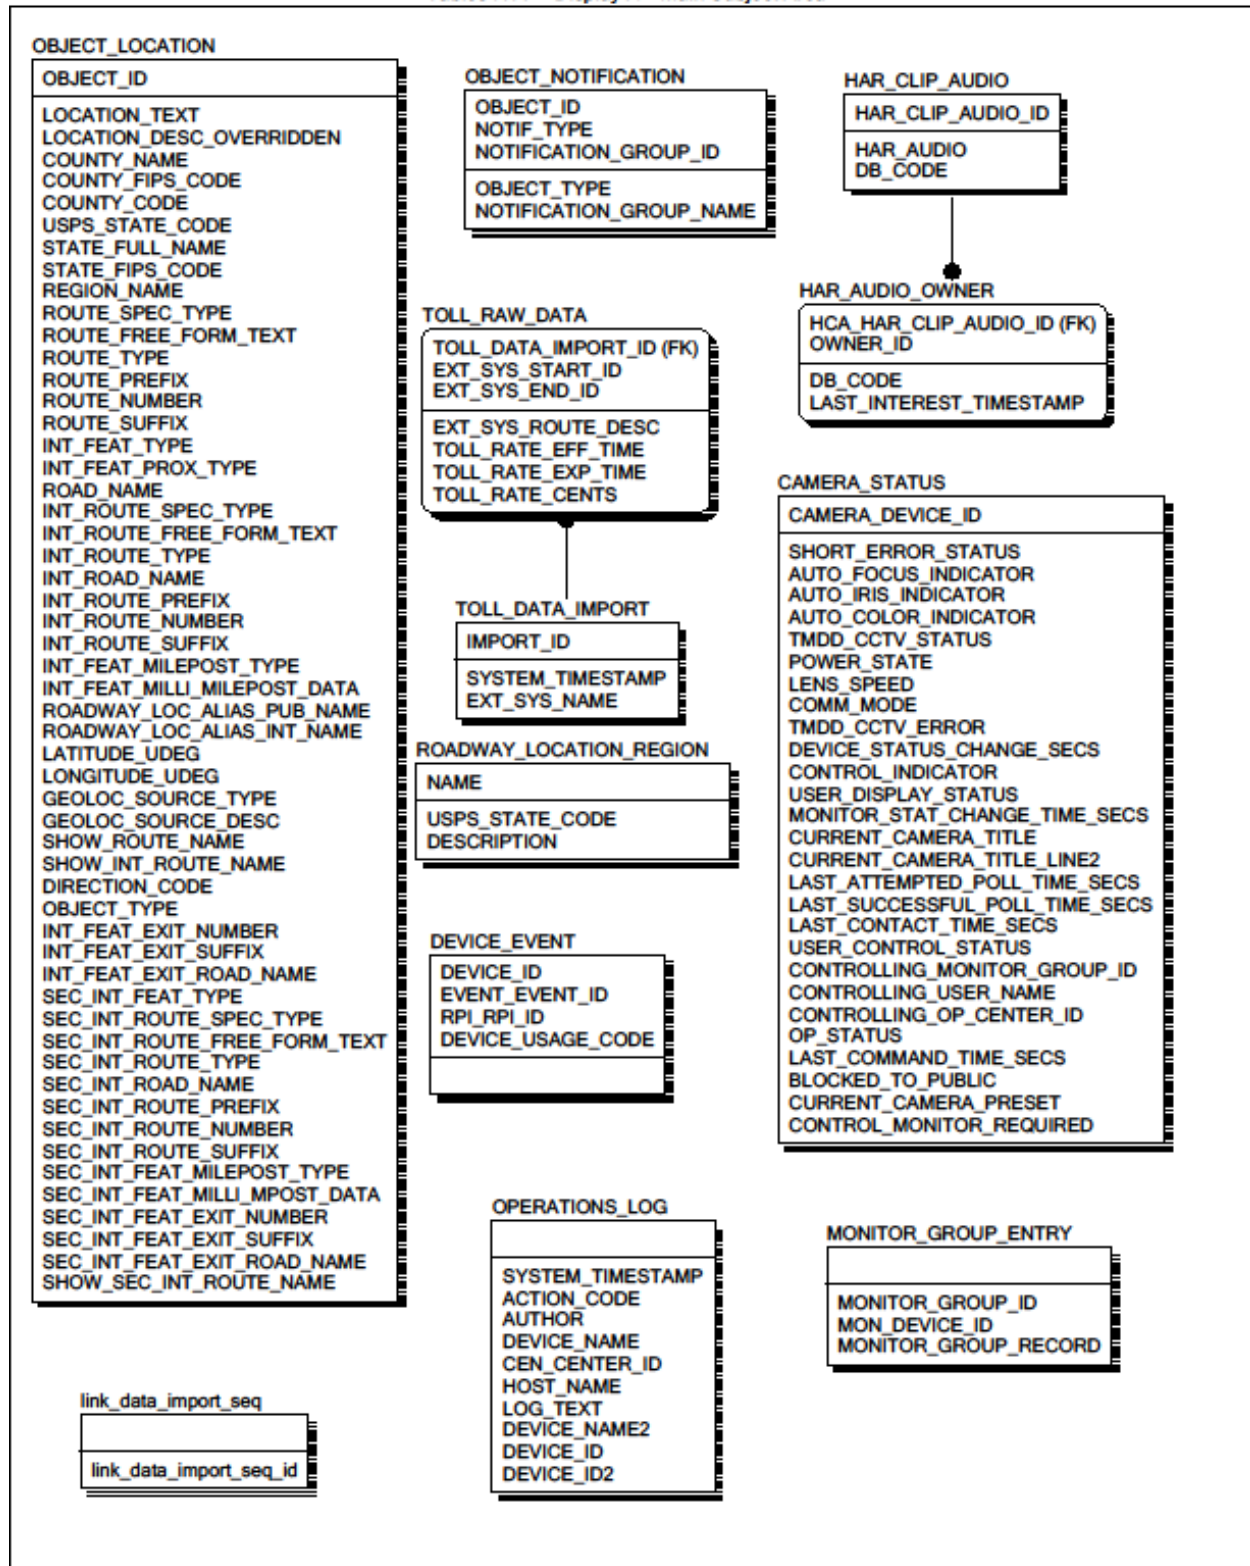 OBJECT_LOCATION
OBJECT_ID
LOCATION_TEXT
LOCATION_DESC_OVERRIDDEN
COUNTY_NAME
COUNTY_FIPS_CODE
COUNTY_CODE
USPS_STATE_CODE
STATE_FULL_NAME
STATE_FIPS_CODE
REGION_NAME
ROUTE_SPEC_TYPE
ROUTE_FREE_FORM_TEXT
ROUTE_TYPE
ROUTE_PREFIX
ROUTE_NUMBER
ROUTE_SUFFIX
INT_FEAT_TYPE
INT_FEAT_PROX_TYPE
ROAD_NAME
INT_ROUTE_SPEC_TYPE
INT_ROUTE_FREE_FORM_TEXT
INT_ROUTE_TYPE
INT_ROAD_NAME
INT_ROUTE_PREFIX
INT_ROUTE_NUMBER
INT_ROUTE_SUFFIX
INT_FEAT_MILEPOST_TYPE
INT_FEAT_MILLI_MILEPOST_DATA
ROADWAY_LOC_ALIAS_PUB_NAME
ROADWAY_LOC_ALIAS_INT_NAME
LATITUDE_UDEG
LONGITUDE_UDEG
GEOLOC_SOURCE_TYPE
GEOLOC_SOURCE_DESC
SHOW_ROUTE_NAME
SHOW_INT_ROUTE_NAME
DIRECTION_CODE
OBJECT_TYPE
INT_FEAT_EXIT_NUMBER
INT_FEAT_EXIT_SUFFIX
INT_FEAT_EXIT_ROAD_NAME
SEC_INT_FEAT_TYPE
SEC_INT_ROUTE_SPEC_TYPE
SEC_INT_ROUTE_FREE_FORM_TEXT
SEC_INT_ROUTE_TYPE
SEC_INT_ROAD_NAME
SEC_INT_ROUTE_PREFIX
SEC_INT_ROUTE_NUMBER
SEC_INT_ROUTE_SUFFIX
SEC_INT_FEAT_MILEPOST_TYPE
SEC_INT_FEAT_MILLI_MPOST_DATA
SEC_INT_FEAT_EXIT_NUMBER
SEC_INT_FEAT_EXIT_SUFFIX
SEC_INT_FEAT_EXIT_ROAD_NAME
SHOW_SEC_INT_ROUTE_NAME
link_data_import_seq
link_data_import_seq_id
OBJECT_NOTIFICATION
OBJECT_ID
NOTIF_TYPE
NOTIFICATION_GROUP_ID
OBJECT_TYPE
NOTIFICATION_GROUP_NAME
TOLL_RAW_DATA
TOLL_DATA_IMPORT_ID (FK)
EXT_SYS_START_ID
EXT_SYS_END_ID
EXT_SYS_ROUTE_DESC
TOLL_RATE_EFF_TIME
TOLL_RATE_EXP_TIME
TOLL_RATE_CENTS
TOLL_DATA_IMPORT
IMPORT_ID
SYSTEM_TIMESTAMP
EXT_SYS_NAME
ROADWAY_LOCATION_REGION
NAME
USPS_STATE_CODE
DESCRIPTION
DEVICE_EVENT
DEVICE_ID
EVENT_EVENT_ID
RPI_RPI_ID
DEVICE_USAGE_CODE
OPERATIONS_LOG
SYSTEM_TIMESTAMP
ACTION_CODE
AUTHOR
DEVICE_NAME
CEN_CENTER_ID
HOST_NAME
LOG_TEXT
DEVICE_NAME2
DEVICE_ID
DEVICE_ID2
HAR_CLIP_AUDIO
HAR_CLIP_AUDIO_ID
HAR_AUDIO
DB_CODE
HAR_AUDIO_OWNER
HCA_HAR_CLIP_AUDIO_ID (FK)
OWNER_ID
DB_CODE
LAST_INTEREST_TIMESTAMP
CAMERA_STATUS
CAMERA_DEVICE_ID
SHORT_ERROR_STATUS
AUTO_FOCUS_INDICATOR
AUTO_IRIS_INDICATOR
AUTO_COLOR_INDICATOR
TMDD_CCTV_STATUS
POWER_STATE
LENS_SPEED
COMM_MODE
TMDD_CCTV_ERROR
DEVICE_STATUS_CHANGE_SECS
CONTROL_INDICATOR
USER_DISPLAY_STATUS
MONITOR_STAT_CHANGE_TIME_SECS
CURRENT_CAMERA_TITLE
CURRENT_CAMERA_TITLE_LINE2
LAST_ATTEMPTED_POLL_TIME_SECS
LAST_SUCCESSFUL_POLL_TIME_SECS
LAST_CONTACT_TIME_SECS
USER_CONTROL_STATUS
CONTROLLING_MONITOR_GROUP_ID
CONTROLLING_USER_NAME
CONTROLLING_OP_CENTER_ID
OP_STATUS
LAST_COMMAND_TIME_SECS
BLOCKED_TO_PUBLIC
CURRENT_CAMERA_PRESET
CONTROL_MONITOR_REQUIRED
MONITOR_GROUP_ENTRY
MONITOR_GROUP_ID
MON_DEVICE_ID
MONITOR_GROUP_RECORD